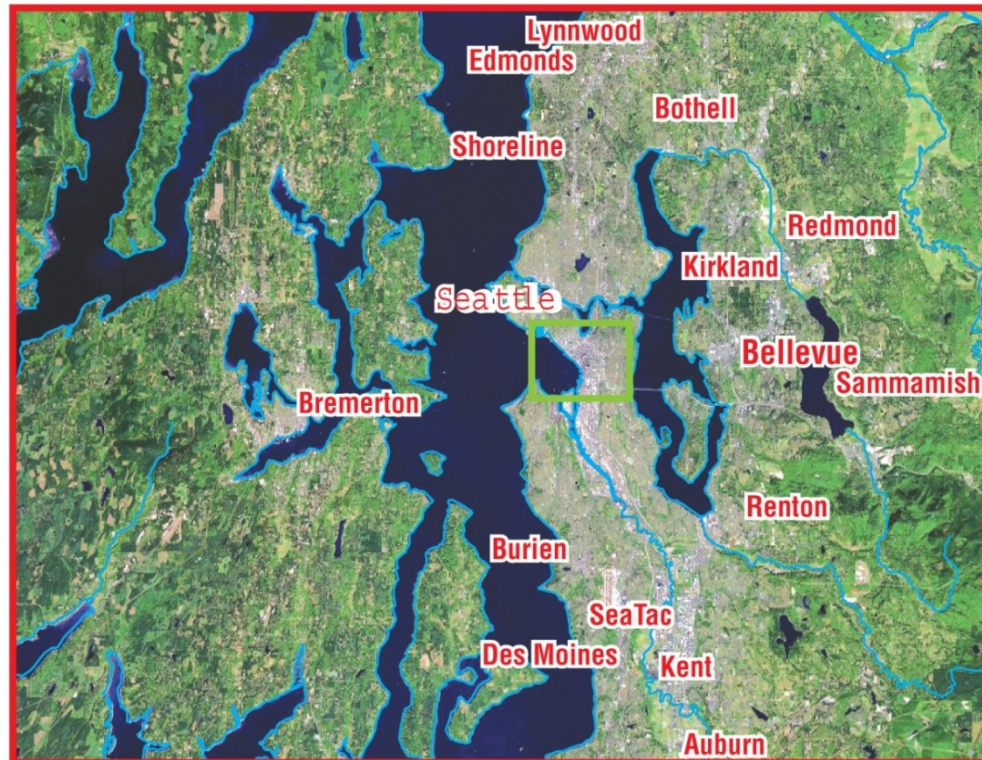 Lynnwood
Edmonds
Bothell
Shoreline
Redmond
Kirkland
Seattle
Bellevue
Sammamish
Bremerton
Renton
Burien
SeaTac
Des Moines
Kent
Auburn